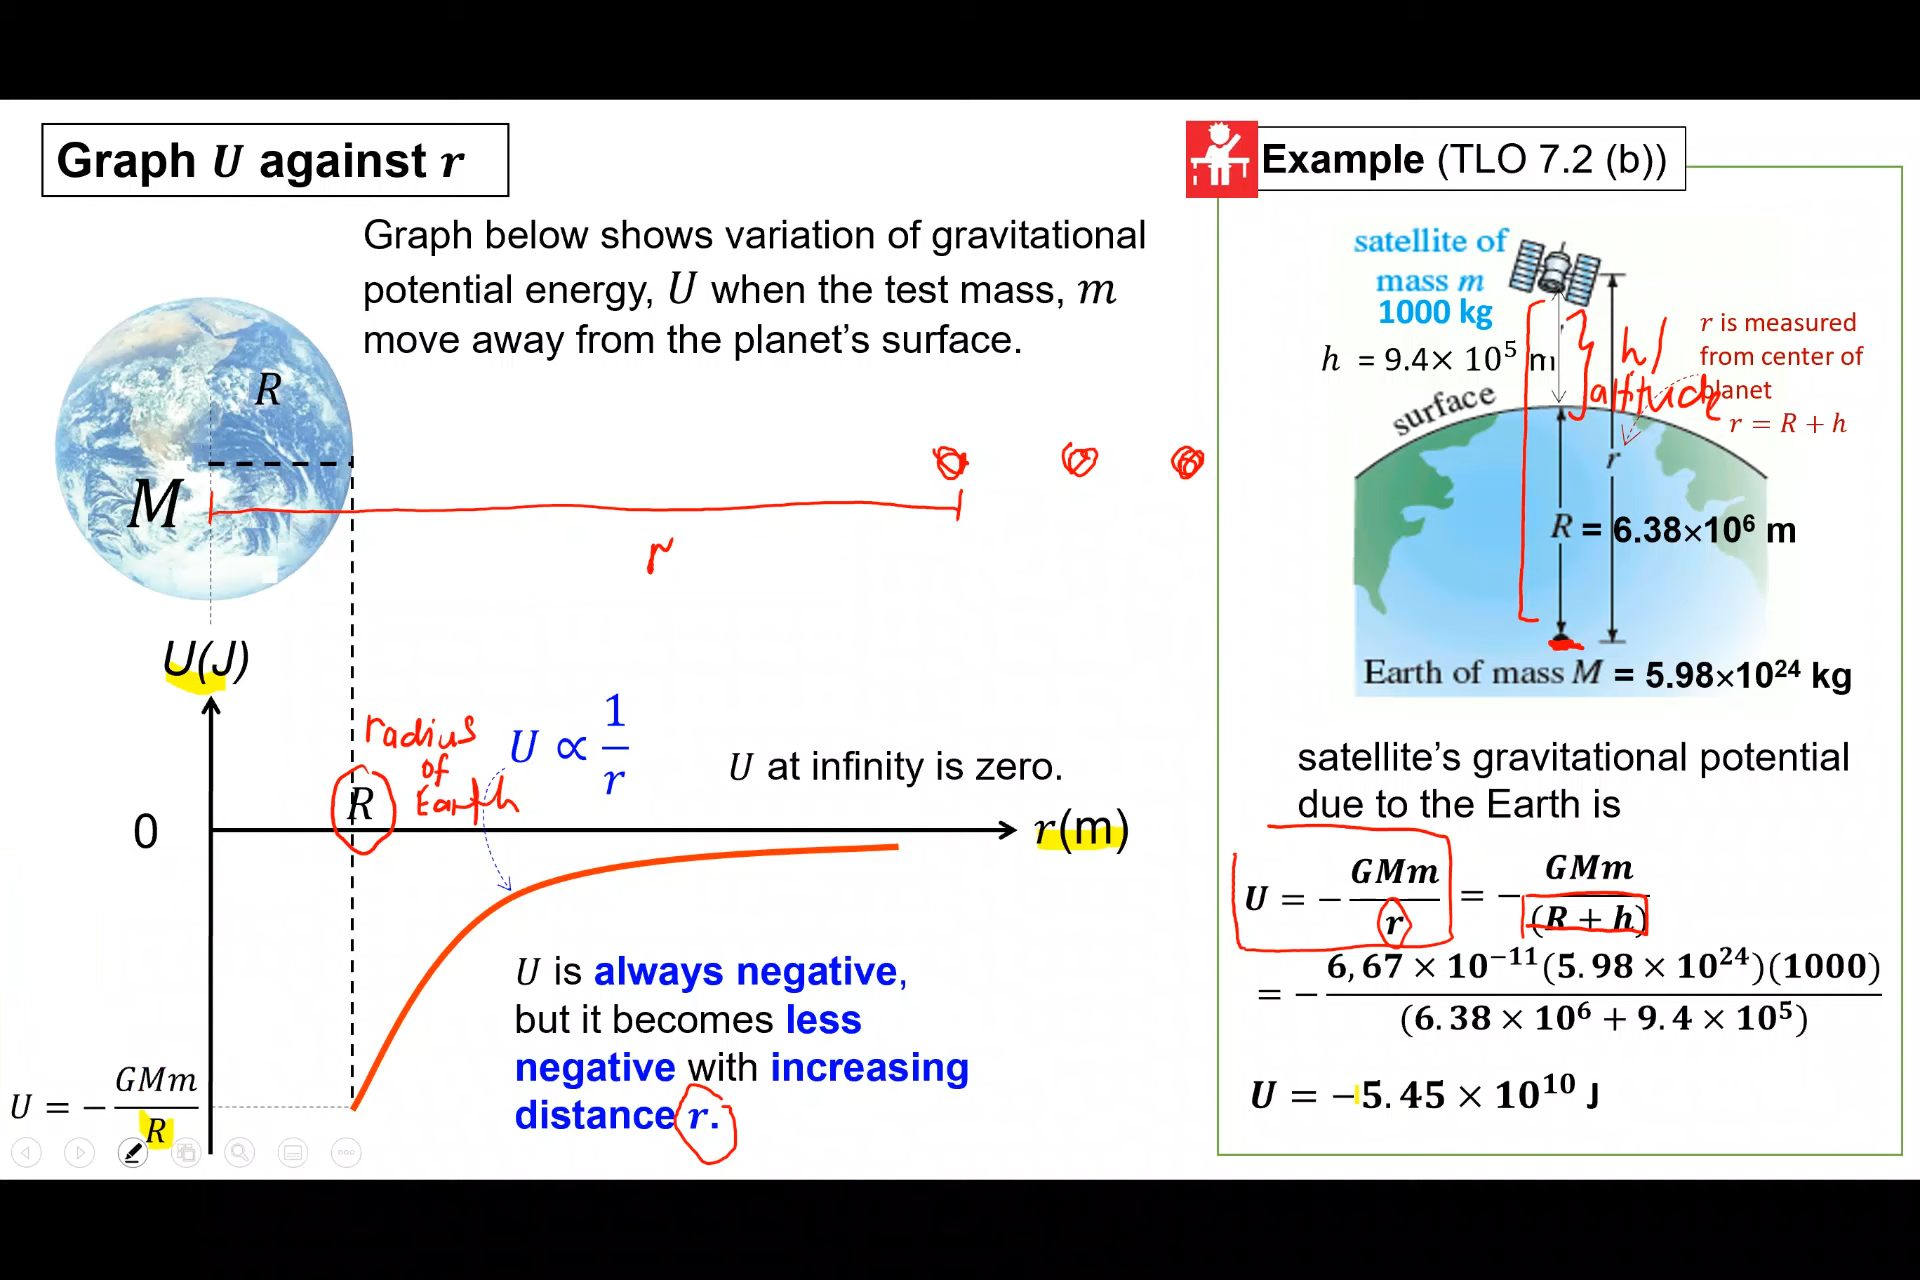 Graph U against r
Graph below shows variation of gravitational
potential energy, U when the test mass, m
move away from the planet’s surface.
R
M
r
U(J)
radius
of
Earth
R
U ∝ 1/r
U at infinity is zero.
0
r(m)
U is always negative,
but it becomes less
negative with increasing
distance r.
U = − GMm/R
Example (TLO 7.2 (b))
satellite of
mass m
1000 kg
h = 9.4× 10⁵ m
h/
altitude
r is measured
from center of
planet
r = R + h
surface
r
R = 6.38×10⁶ m
Earth of mass M = 5.98×10²⁴ kg
satellite’s gravitational potential
due to the Earth is
U = − GMm/r = − GMm/(R + h)
= − 6,67 × 10⁻¹¹(5.98 × 10²⁴)(1000)/(6.38 × 10⁶ + 9.4 × 10⁵)
U = −5.45 × 10¹⁰ J